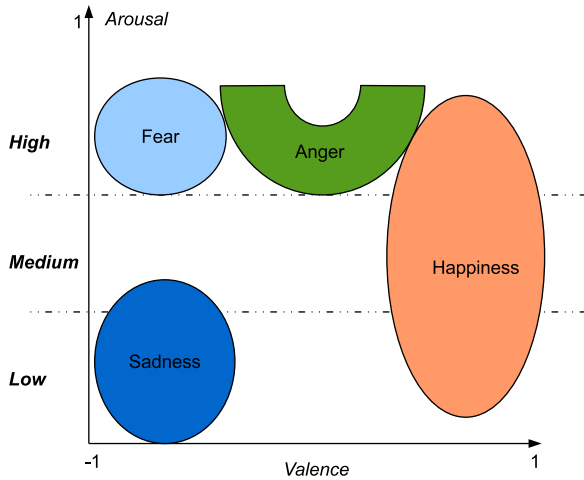 1 Arousal
High
Fear
Anger
Medium
Happiness
Sadness
Low
-1
Valence
1